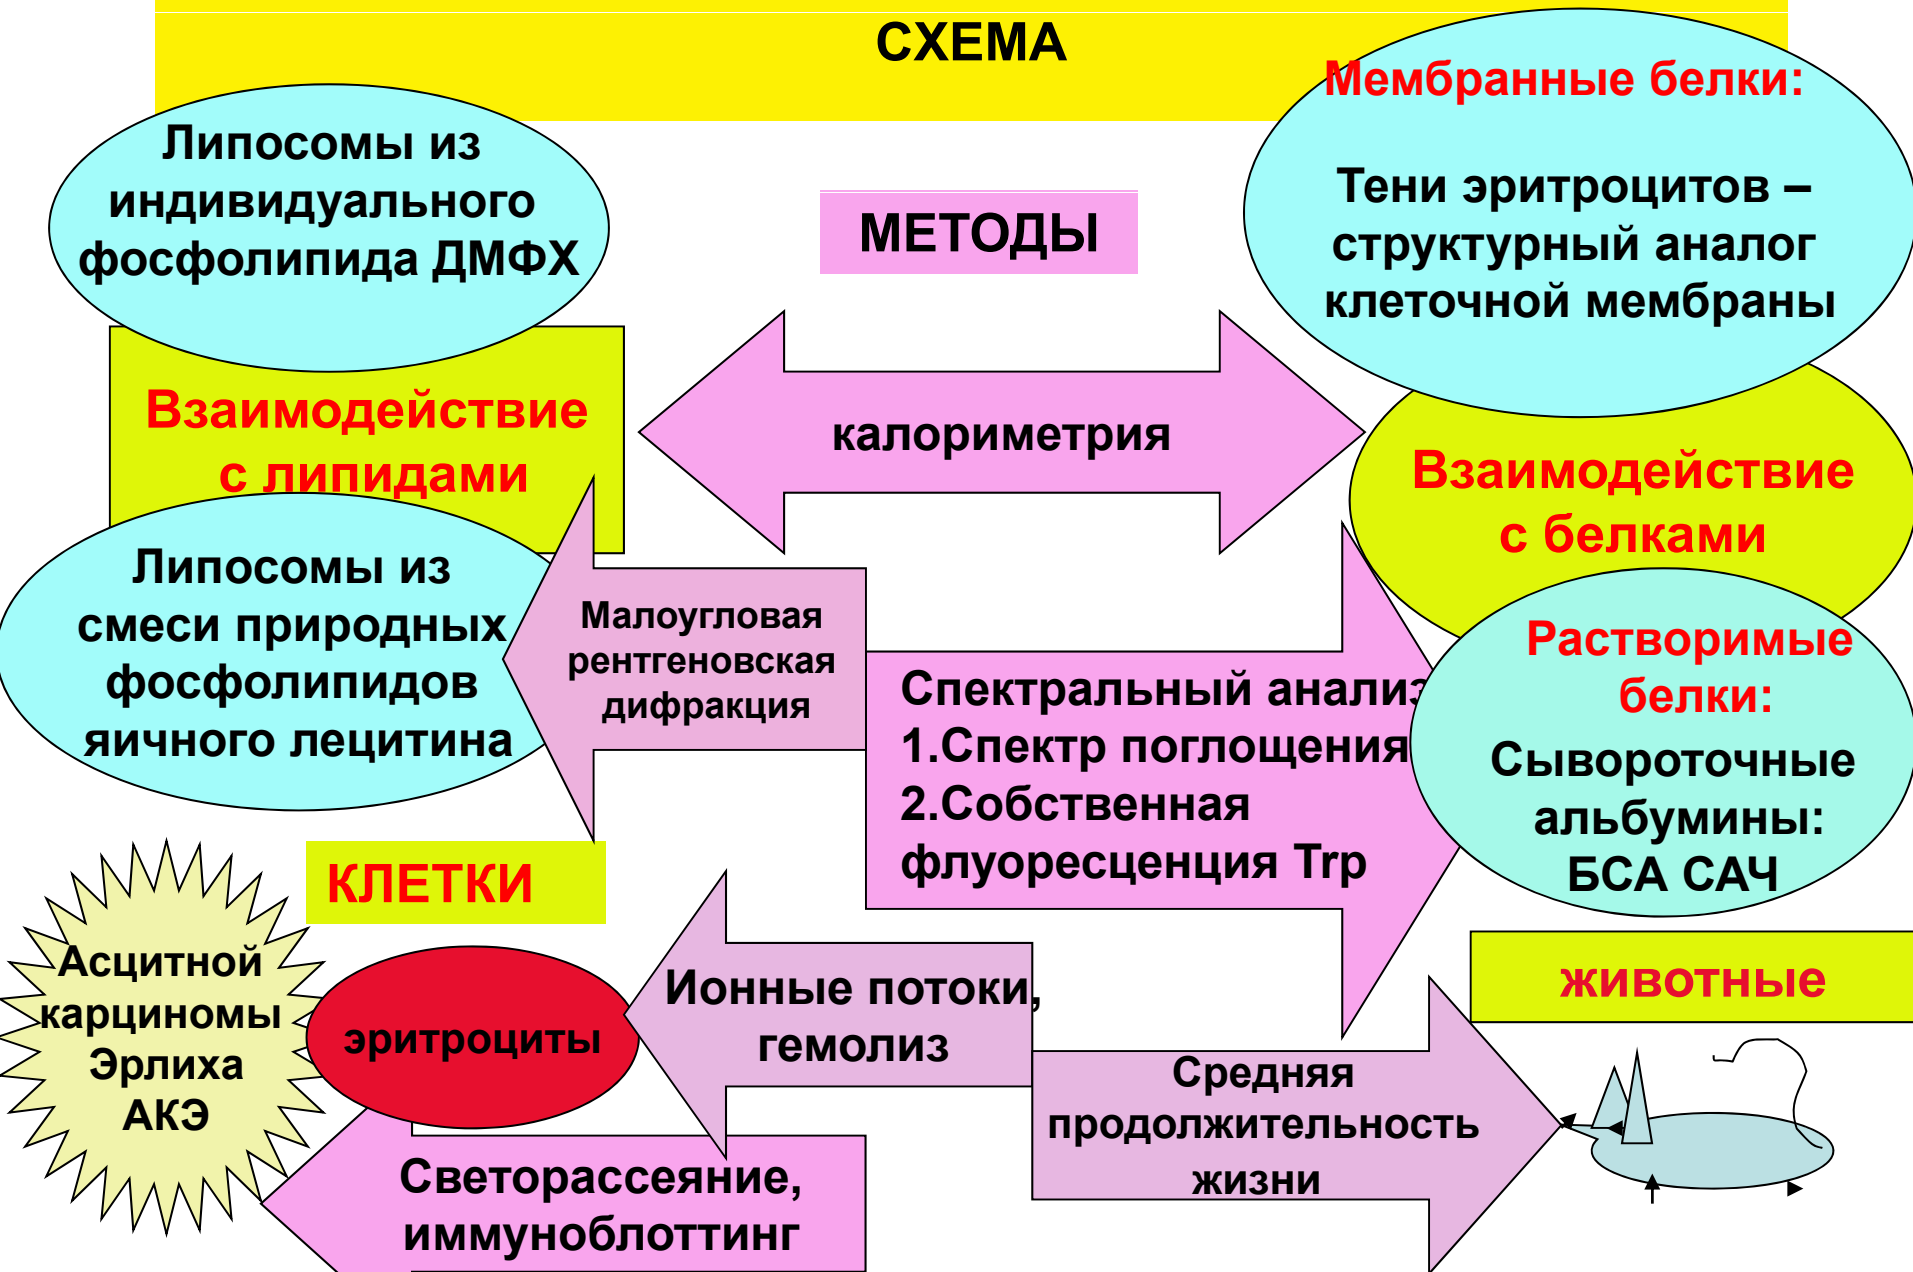 СХЕМА
Липосомы из
индивидуального
фосфолипида ДМФХ
МЕТОДЫ
Мембранные белки:
Тени эритроцитов –
структурный аналог
клеточной мембраны
Взаимодействие
с липидами
калориметрия
Взаимодействие
с белками
Липосомы из
смеси природных
фосфолипидов
яичного лецитина
Малоугловая
рентгеновская
дифракция
Спектральный анализ
1.Спектр поглощения
2.Собственная
флуоресценция Trp
Растворимые
белки:
Сывороточные
альбумины:
БСА САЧ
КЛЕТКИ
Асцитной
карциномы
Эрлиха
АКЭ
эритроциты
Ионные потоки,
гемолиз
животные
Средняя
продолжительность
жизни
Светорассеяние,
иммуноблоттинг